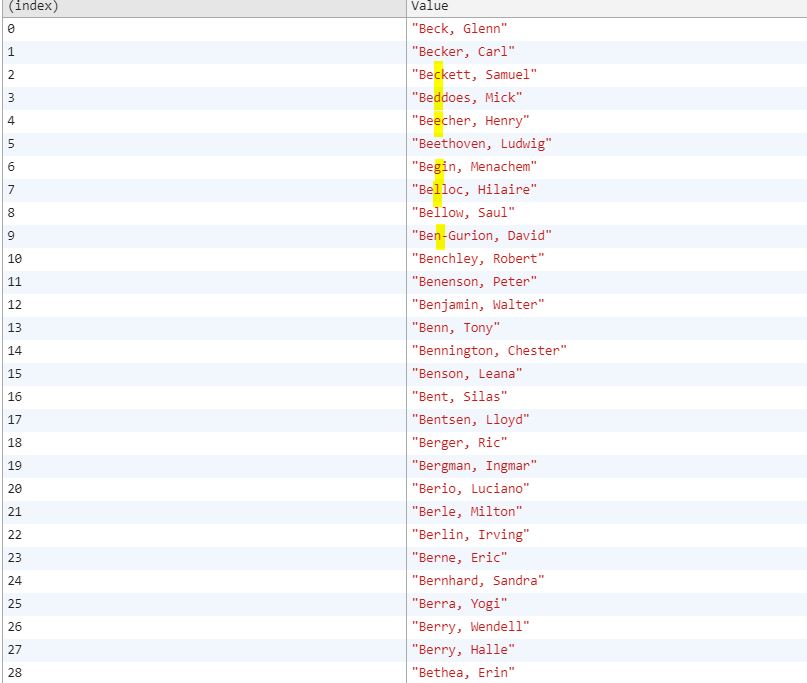 (index) Value
0 "Beck, Glenn"
1 "Becker, Carl"
2 "Beckett, Samuel"
3 "Beddoes, Mick"
4 "Beecher, Henry"
5 "Beethoven, Ludwig"
6 "Begin, Menachem"
7 "Belloc, Hilaire"
8 "Bellow, Saul"
9 "Ben-Gurion, David"
10 "Benchley, Robert"
11 "Benenson, Peter"
12 "Benjamin, Walter"
13 "Benn, Tony"
14 "Bennington, Chester"
15 "Benson, Leana"
16 "Bent, Silas"
17 "Bentsen, Lloyd"
18 "Berger, Ric"
19 "Bergman, Ingmar"
20 "Berio, Luciano"
21 "Berle, Milton"
22 "Berlin, Irving"
23 "Berne, Eric"
24 "Bernhard, Sandra"
25 "Berra, Yogi"
26 "Berry, Wendell"
27 "Berry, Halle"
28 "Bethea, Erin"